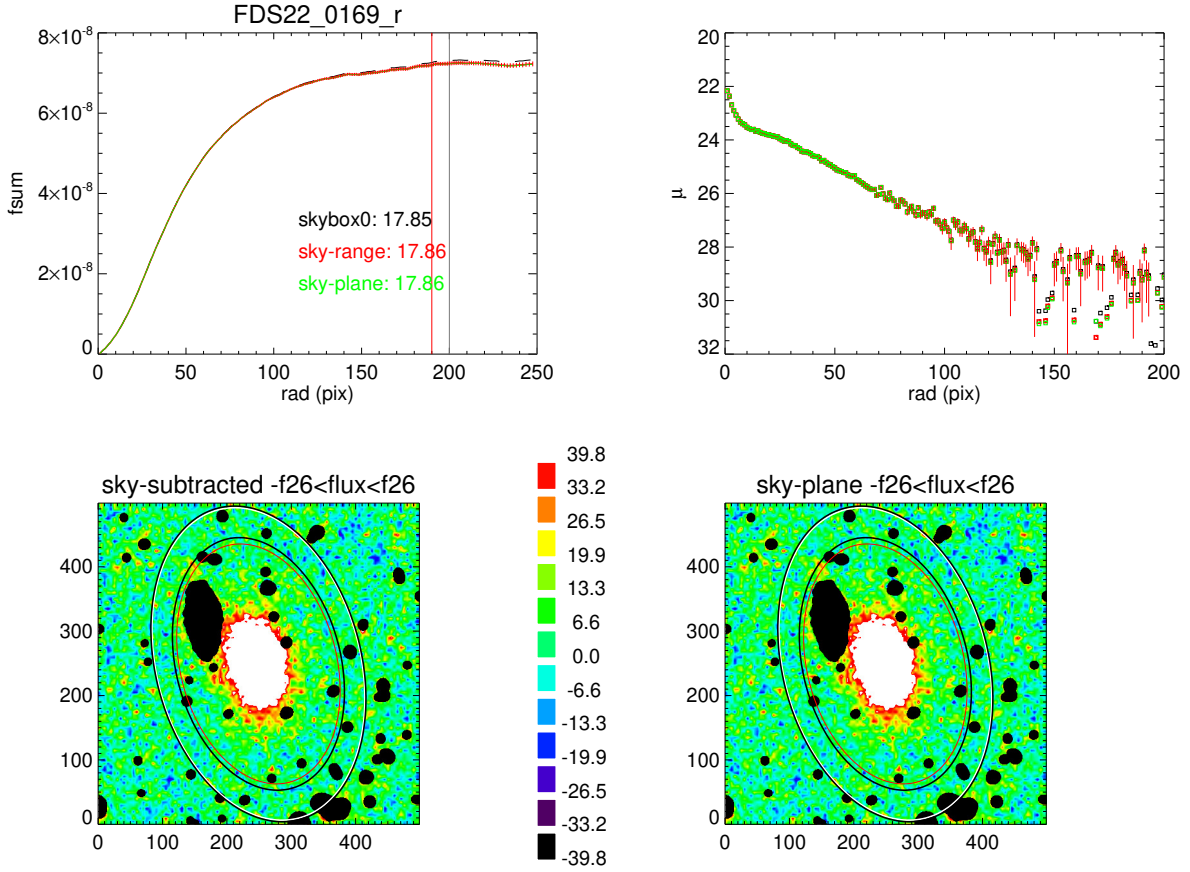 FDS22_0169_r
8×10⁻⁸
6×10⁻⁸
4×10⁻⁸
2×10⁻⁸
0
fsum
skybox0: 17.85
sky-range: 17.86
sky-plane: 17.86
0 50 100 150 200 250
rad (pix)
20
22
24
26
28
30
32
μ
0 50 100 150 200
rad (pix)
sky-subtracted -f26<flux<f26
400
300
200
100
0
0 100 200 300 400
39.8
33.2
26.5
19.9
13.3
6.6
0.0
-6.6
-13.3
-19.9
-26.5
-33.2
-39.8
sky-plane -f26<flux<f26
400
300
200
100
0
0 100 200 300 400